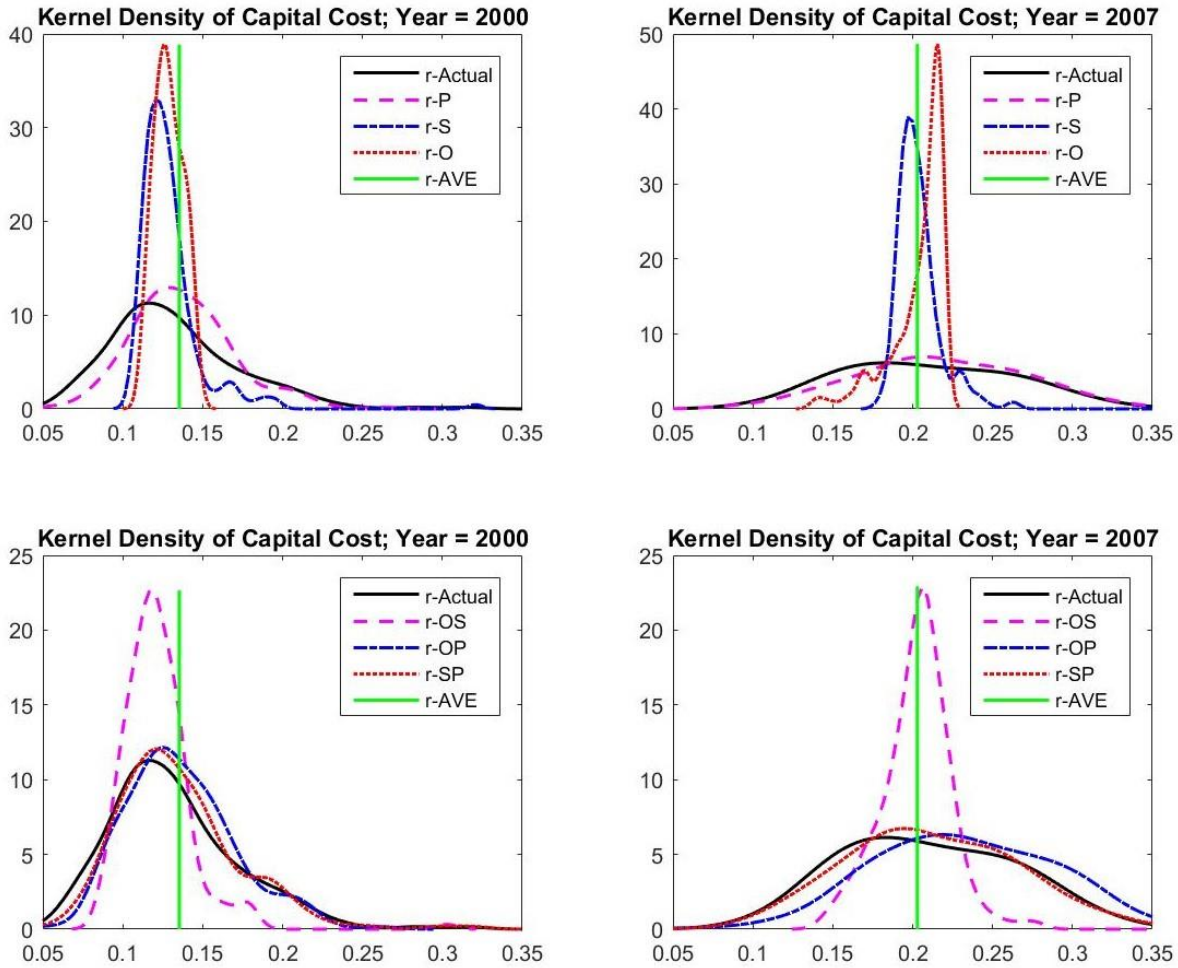 Kernel Density of Capital Cost; Year = 2000
40
30
20
10
0
0.05 0.1 0.15 0.2 0.25 0.3 0.35
r-Actual
r-P
r-S
r-O
r-AVE
Kernel Density of Capital Cost; Year = 2007
50
40
30
20
10
0
0.05 0.1 0.15 0.2 0.25 0.3 0.35
r-Actual
r-P
r-S
r-O
r-AVE
Kernel Density of Capital Cost; Year = 2000
25
20
15
10
5
0
0.05 0.1 0.15 0.2 0.25 0.3 0.35
r-Actual
r-OS
r-OP
r-SP
r-AVE
Kernel Density of Capital Cost; Year = 2007
25
20
15
10
5
0
0.05 0.1 0.15 0.2 0.25 0.3 0.35
r-Actual
r-OS
r-OP
r-SP
r-AVE